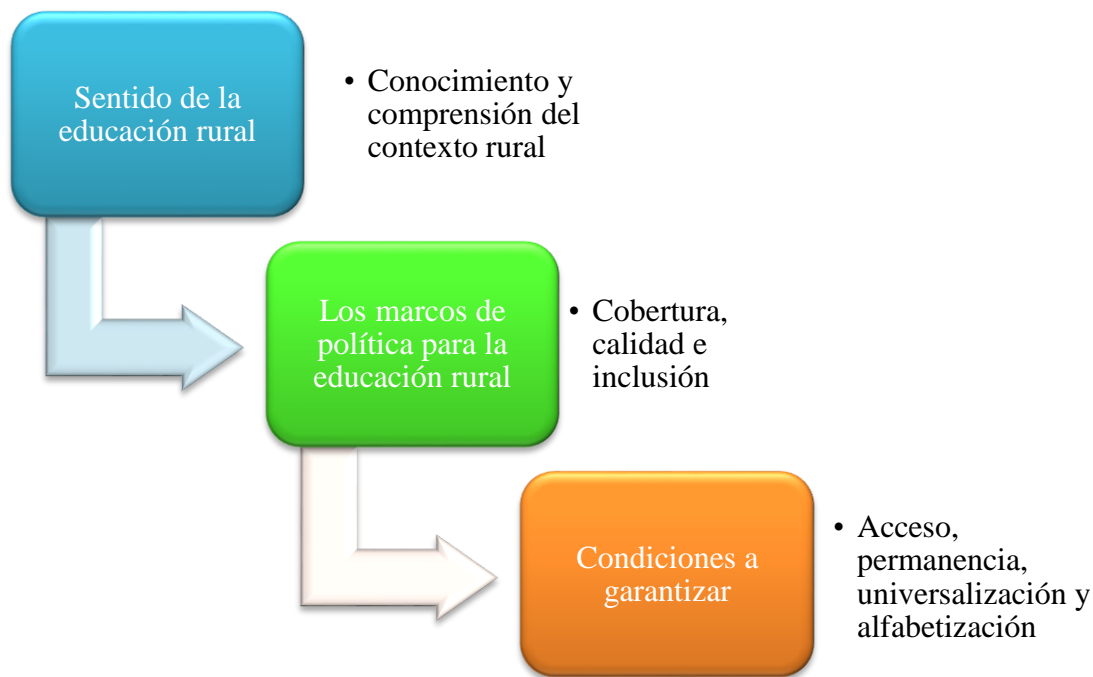 Sentido de la
educación rural
• Conocimiento y
comprensión del
contexto rural
Los marcos de
política para la
educación rural
• Cobertura,
calidad e
inclusión
Condiciones a
garantizar
• Acceso,
permanencia,
universalización y
alfabetización